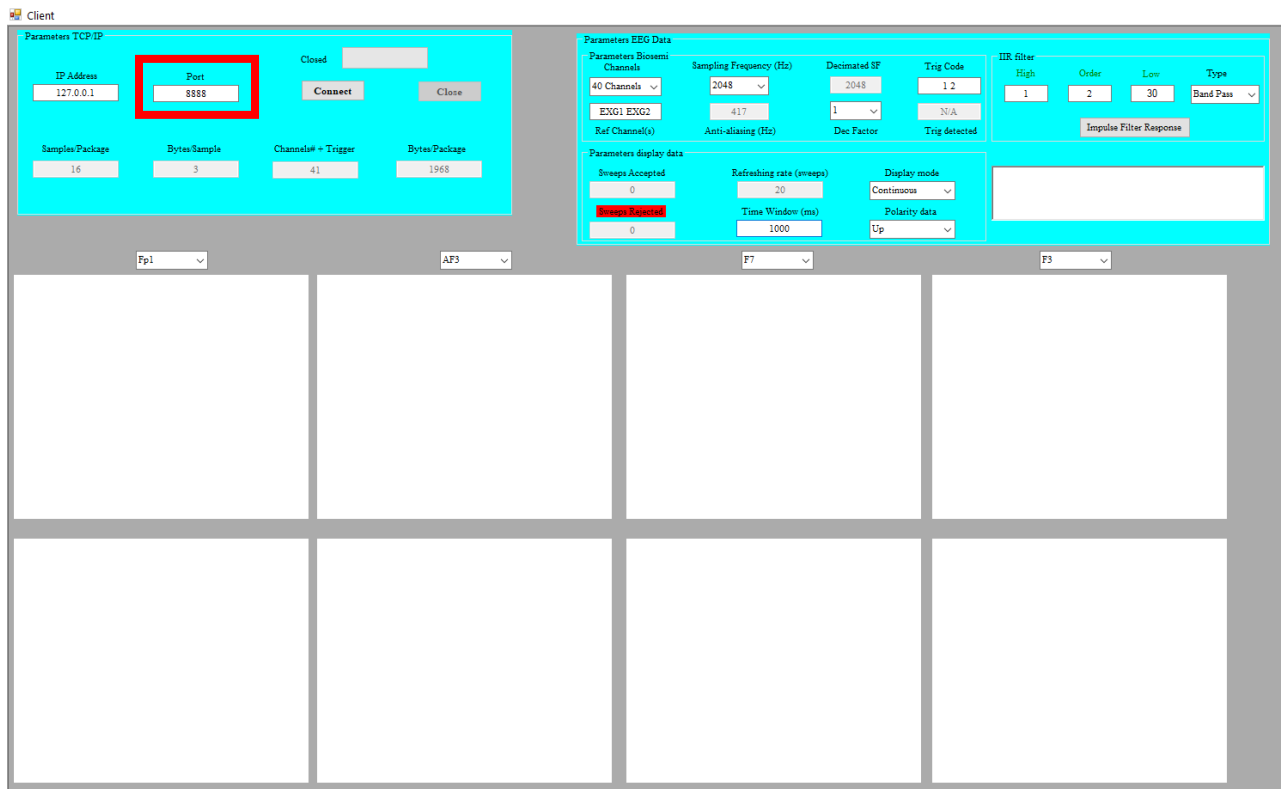 Client
Parameters TCP/IP
Closed
IP Address
Port
127.0.0.1
8888
Connect
Close
Samples/Package
Bytes/Sample
Channels# + Trigger
Bytes/Package
16
3
41
1968
Parameters EEG Data
Parameters Biosemi
Channels
Sampling Frequency (Hz)
Decimated SF
Trig Code
40 Channels
2048
2048
1 2
EXG1 EXG2
417
1
N/A
Ref Channel(s)
Anti-aliasing (Hz)
Dec Factor
Trig detected
IIR filter
High
Order
Low
Type
1
2
30
Band Pass
Impulse Filter Response
Parameters display data
Sweeps Accepted
Refreshing rate (sweeps)
Display mode
0
20
Continuous
Sweeps Rejected
Time Window (ms)
Polarity data
0
1000
Up
Fp1
AF3
F7
F3